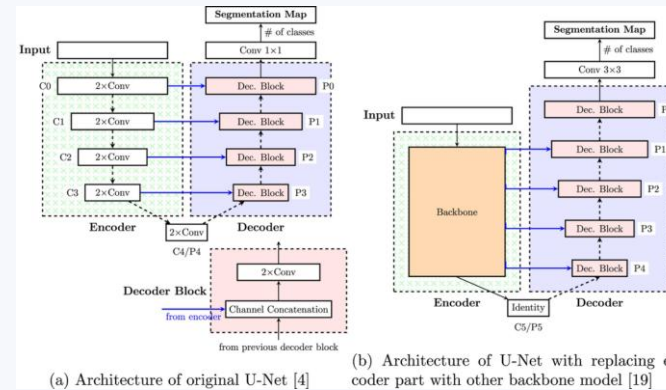 Segmentation Map
# of classes
Input
Conv 1×1
C0
2×Conv
Dec. Block
P0
C1
2×Conv
Dec. Block
P1
C2
2×Conv
Dec. Block
P2
C3
2×Conv
Dec. Block
P3
Encoder
2×Conv
Decoder
C4/P4
2×Conv
Decoder Block
Channel Concatenation
from encoder
from previous decoder block
(a) Architecture of original U-Net [4]
Segmentation Map
# of classes
Conv 3×3
Input
Dec. Block
P
Dec. Block
P1
Dec. Block
P2
Backbone
Dec. Block
P3
Dec. Block
P4
Encoder
Identity
Decoder
C5/P5
(b) Architecture of U-Net with replacing e
coder part with other backbone model [19]